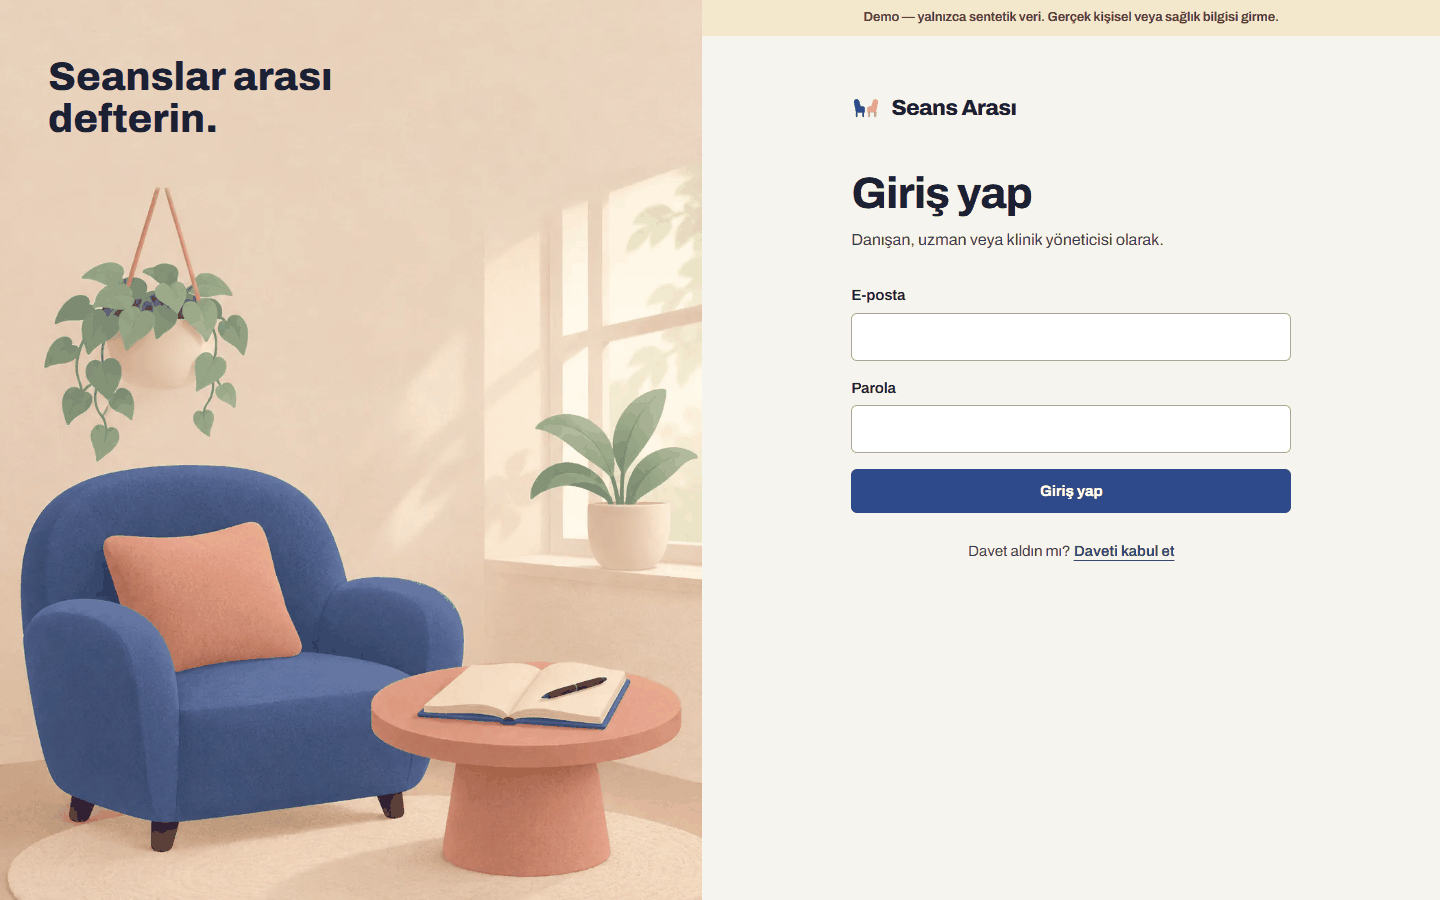 Seanslar arası
defterin.
Demo — yalnızca sentetik veri. Gerçek kişisel veya sağlık bilgisi girme.
Seans Arası
Giriş yap
Danışan, uzman veya klinik yöneticisi olarak.
E-posta
Parola
Giriş yap
Davet aldın mı? Daveti kabul et